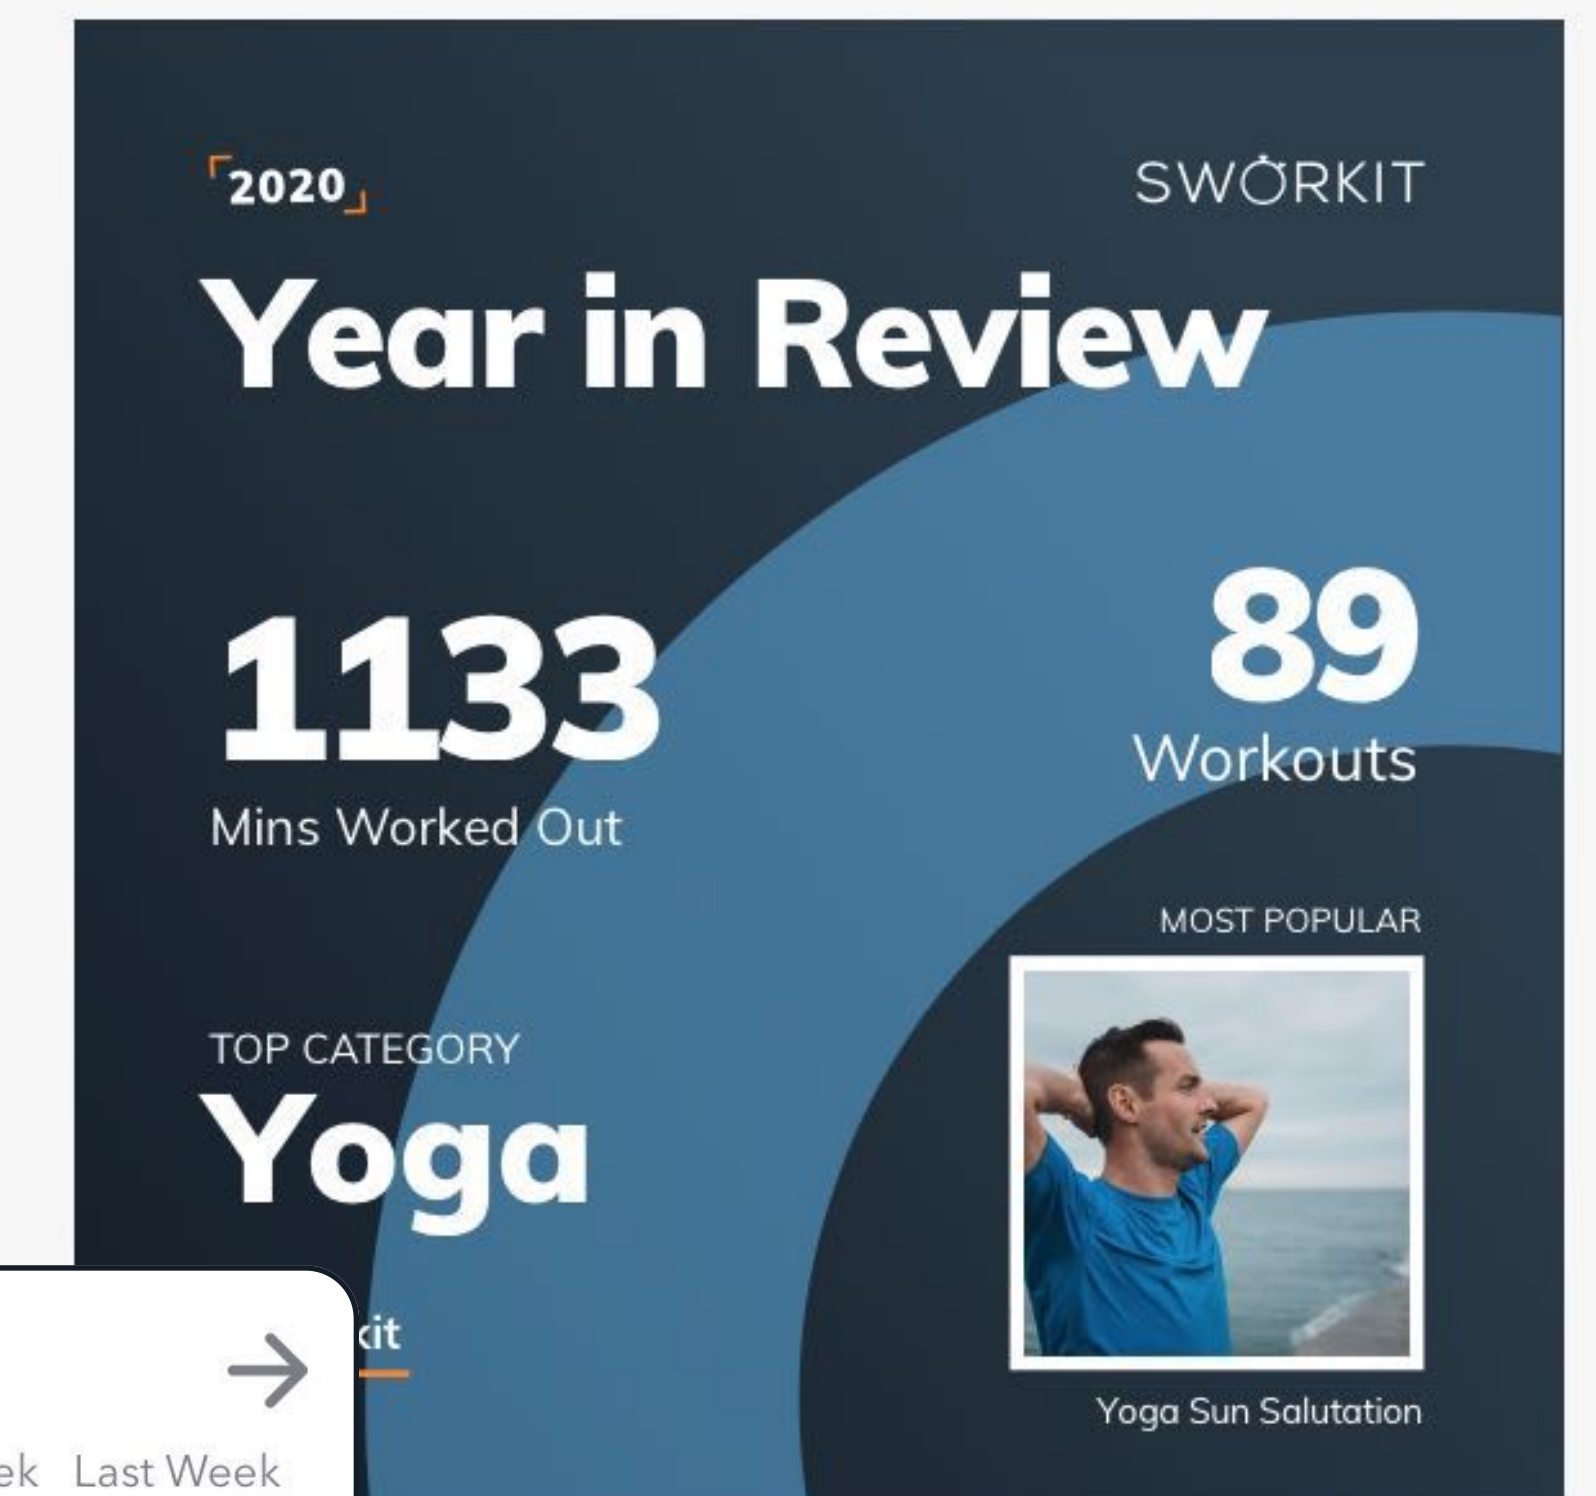 2020
SWORKIT
Year in Review
1133
Mins Worked Out
89
Workouts
MOST POPULAR
TOP CATEGORY
Yoga
Yoga Sun Salutation
Last Week